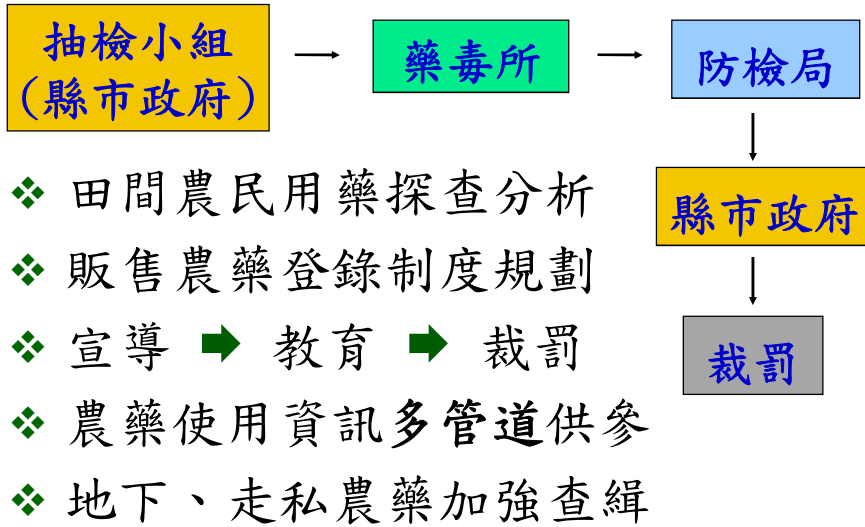 抽檢小組
(縣市政府)
藥毒所
防檢局
縣市政府
裁罰
田間農民用藥探查分析
販售農藥登錄制度規劃
宣導 教育 裁罰
農藥使用資訊多管道供參
地下、走私農藥加強查緝